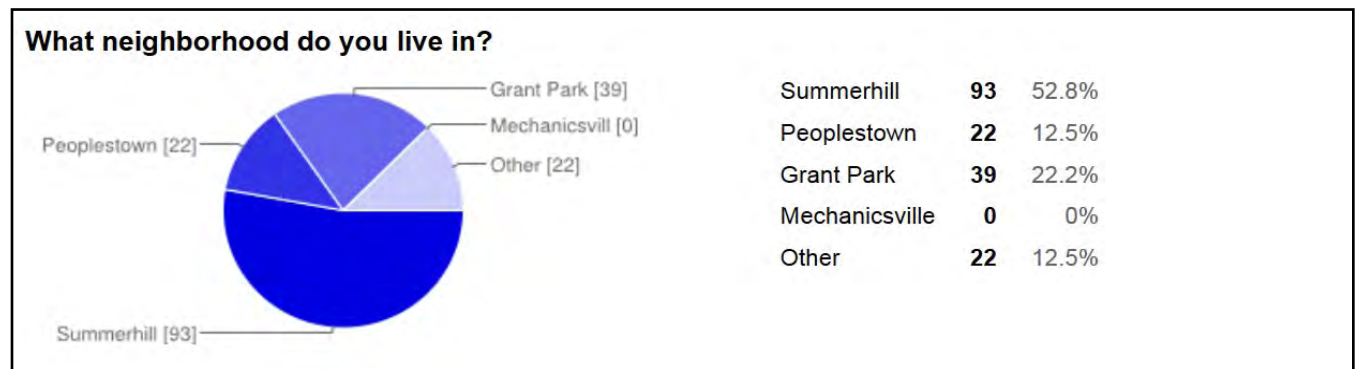 What neighborhood do you live in?
Grant Park [39]
Mechanicsvill [0]
Peoplestown [22]
Other [22]
Summerhill [93]
Summerhill 93 52.8%
Peoplestown 22 12.5%
Grant Park 39 22.2%
Mechanicsville 0 0%
Other 22 12.5%